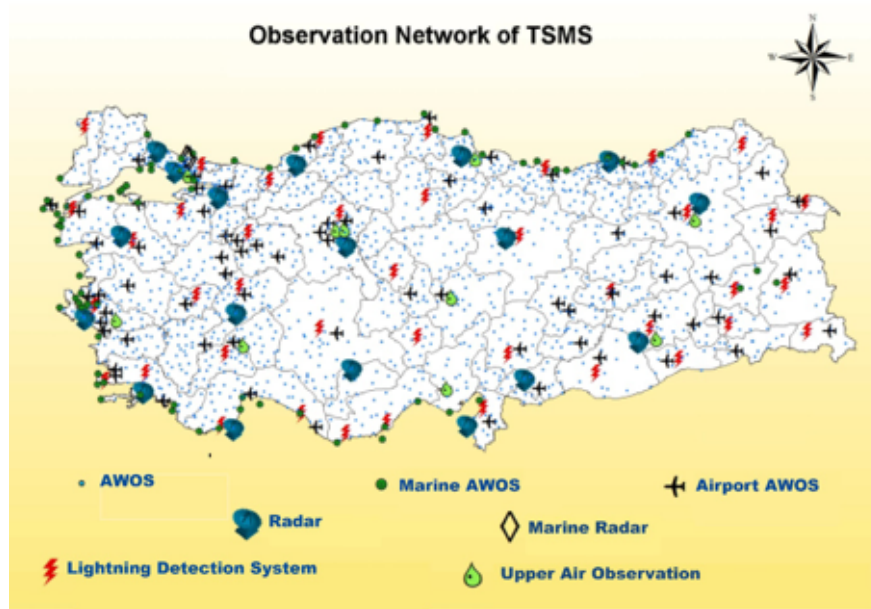 Observation Network of TSMS
N
W E
S
AWOS Marine AWOS Airport AWOS
Radar Marine Radar
Lightning Detection System Upper Air Observation